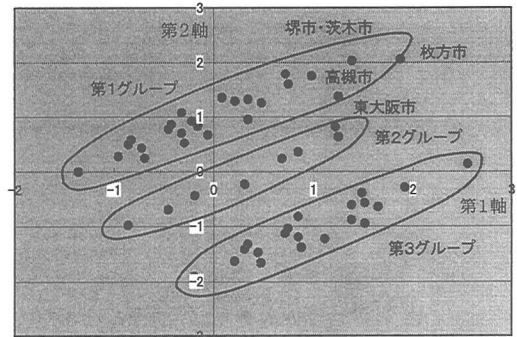 3
第2軸
堺市・茨木市
2
枚方市
高槻市
第1グループ
1
東大阪市
第2グループ
0
-2
-1
0
1
2
3
第1軸
-1
第3グループ
-2